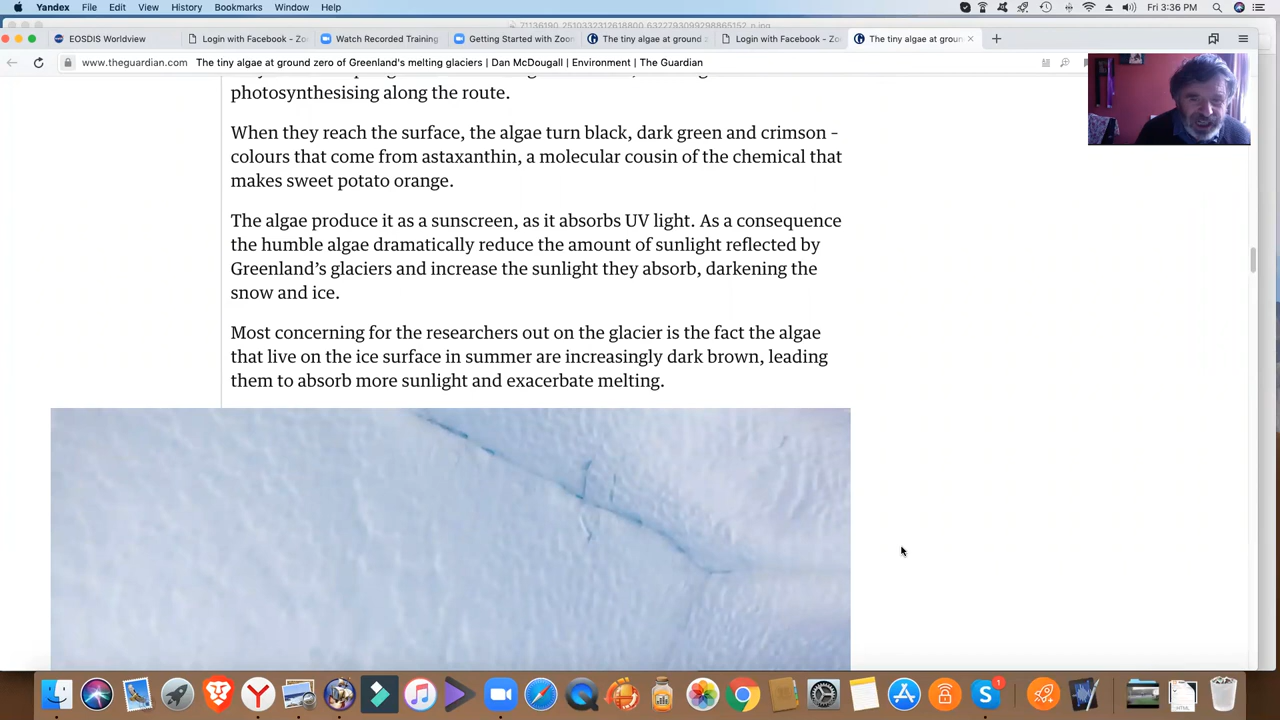 Yandex File Edit View History Bookmarks Window Help Fri 3:36 PM
71136190_2510332312618800_6322793099298865152_n.jpg
EOSDIS Worldview Login with Facebook – Zo Watch Recorded Training Getting Started with Zoom The tiny algae at ground Login with Facebook – Zo The tiny algae at groun
www.theguardian.com The tiny algae at ground zero of Greenland's melting glaciers | Dan McDougall | Environment | The Guardian
photosynthesising along the route.
When they reach the surface, the algae turn black, dark green and crimson –
colours that come from astaxanthin, a molecular cousin of the chemical that
makes sweet potato orange.
The algae produce it as a sunscreen, as it absorbs UV light. As a consequence
the humble algae dramatically reduce the amount of sunlight reflected by
Greenland's glaciers and increase the sunlight they absorb, darkening the
snow and ice.
Most concerning for the researchers out on the glacier is the fact the algae
that live on the ice surface in summer are increasingly dark brown, leading
them to absorb more sunlight and exacerbate melting.
1
HTML